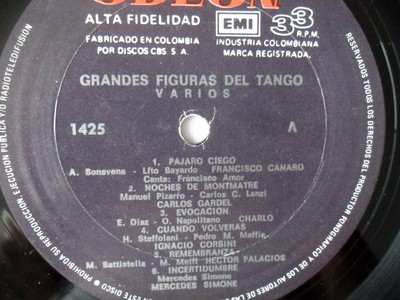 ODEON
ALTA FIDELIDAD
EMI
33
R.P.M.
FABRICADO EN COLOMBIA
POR DISCOS CBS S A
INDUSTRIA COLOMBIANA
MARCA REGISTRADA
GRANDES FIGURAS DEL TANGO
VARIOS
1425
A
1. PAJARO CIEGO
A. Bonavena - Lito Bayardo FRANCISCO CANARO
Canta: Francisco Amor
2. NOCHES DE MONTMATRE
Manuel Pizarro - Carlos C. Lenzi
CARLOS GARDEL
3. EVOCACION
E. Diaz - O. Napolitano CHARLO
4. CUANDO VOLVERAS
H. Steffolani - Pedro M. Maffia
IGNACIO CORSINI
5. REMEMBRANZA
M. Battistella - M. Melfi HECTOR PALACIOS
6. INCERTIDUMBRE
Mercedes Simone
MERCEDES SIMONE
RESERVADOS TODOS LOS DERECHOS DEL PRODUCTOR FONOGRAFICO Y DE LOS AUTORES DE LAS
PROHIBIDA SU REPRODUCCION EJECUCION PUBLICA Y/O RADIOTELEDIFUSION